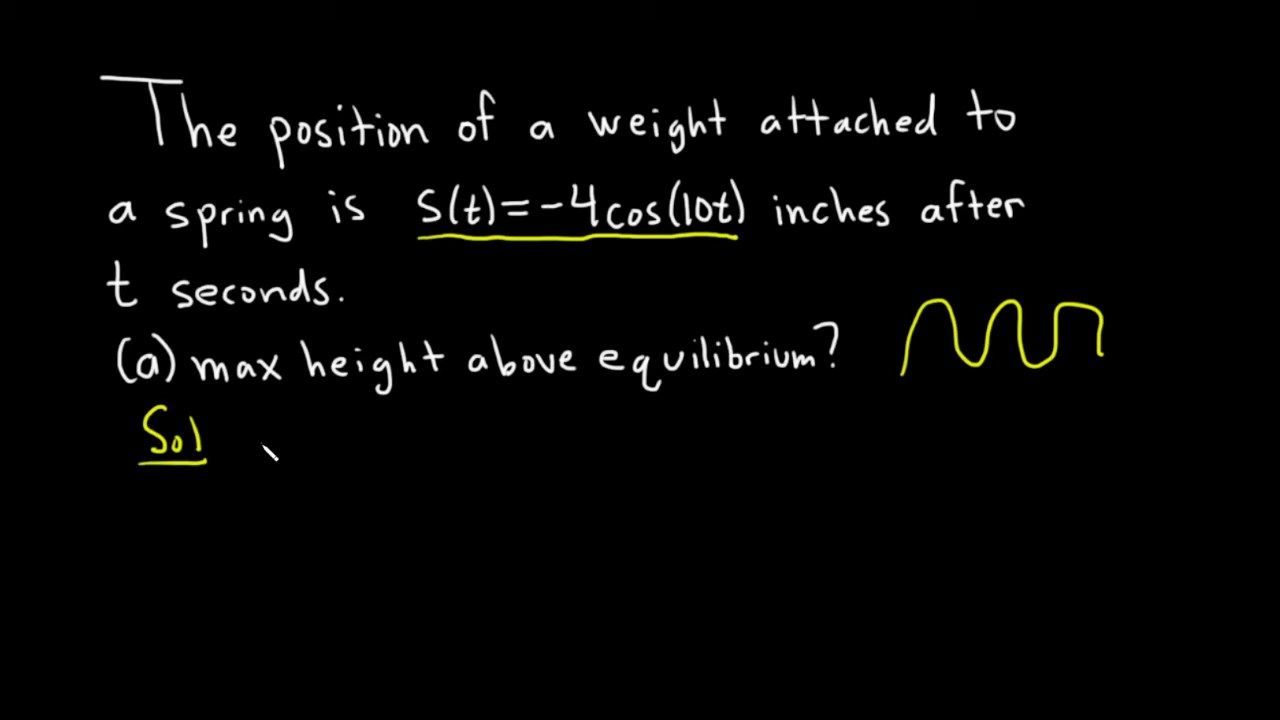 The position of a weight attached to
a spring is s(t)=-4cos(10t) inches after
t seconds.
(a) max height above equilibrium?
Sol